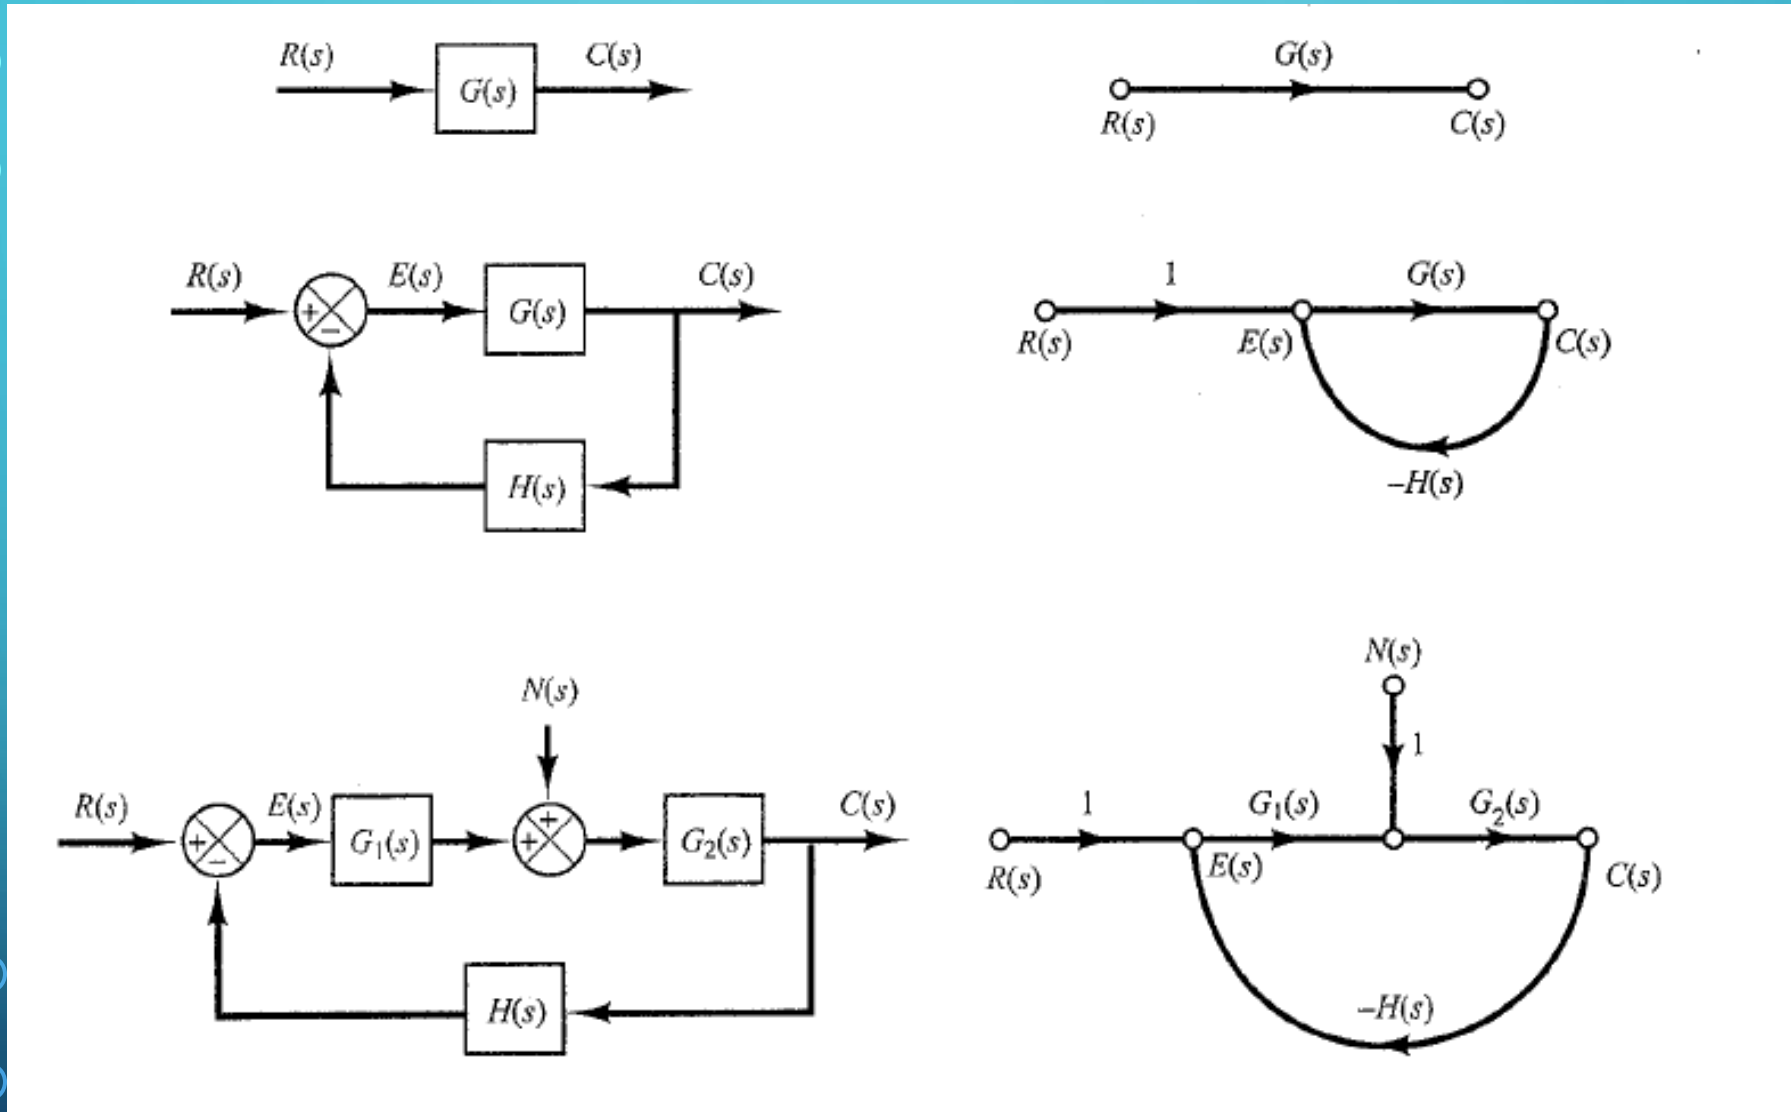 R(s) G(s) C(s)
G(s)
R(s) C(s)
R(s) + − E(s) G(s) C(s)
H(s)
1 G(s)
R(s) E(s) C(s)
−H(s)
N(s)
R(s) + − E(s) G₁(s) + + G₂(s) C(s)
H(s)
N(s)
1
1 G₁(s) G₂(s)
R(s) E(s) C(s)
−H(s)